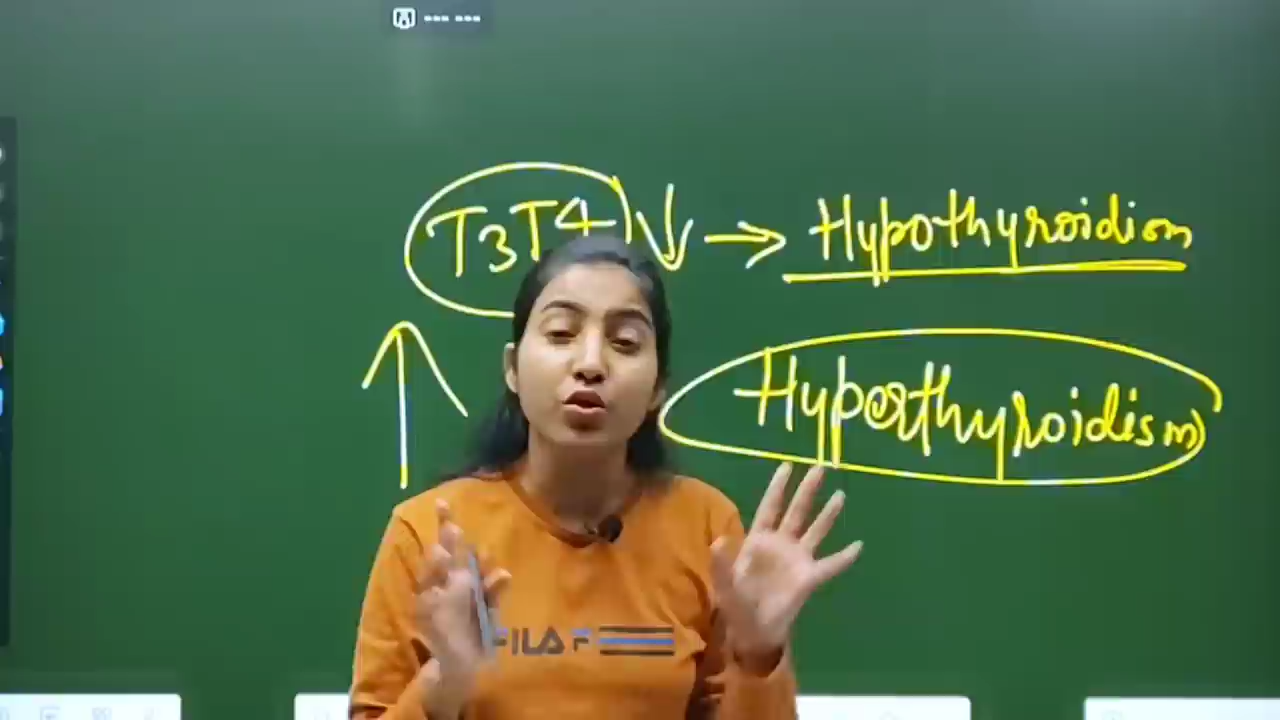 T3T4 ↓ → Hypothyroidism
↑ Hyperthyroidism
FILA F